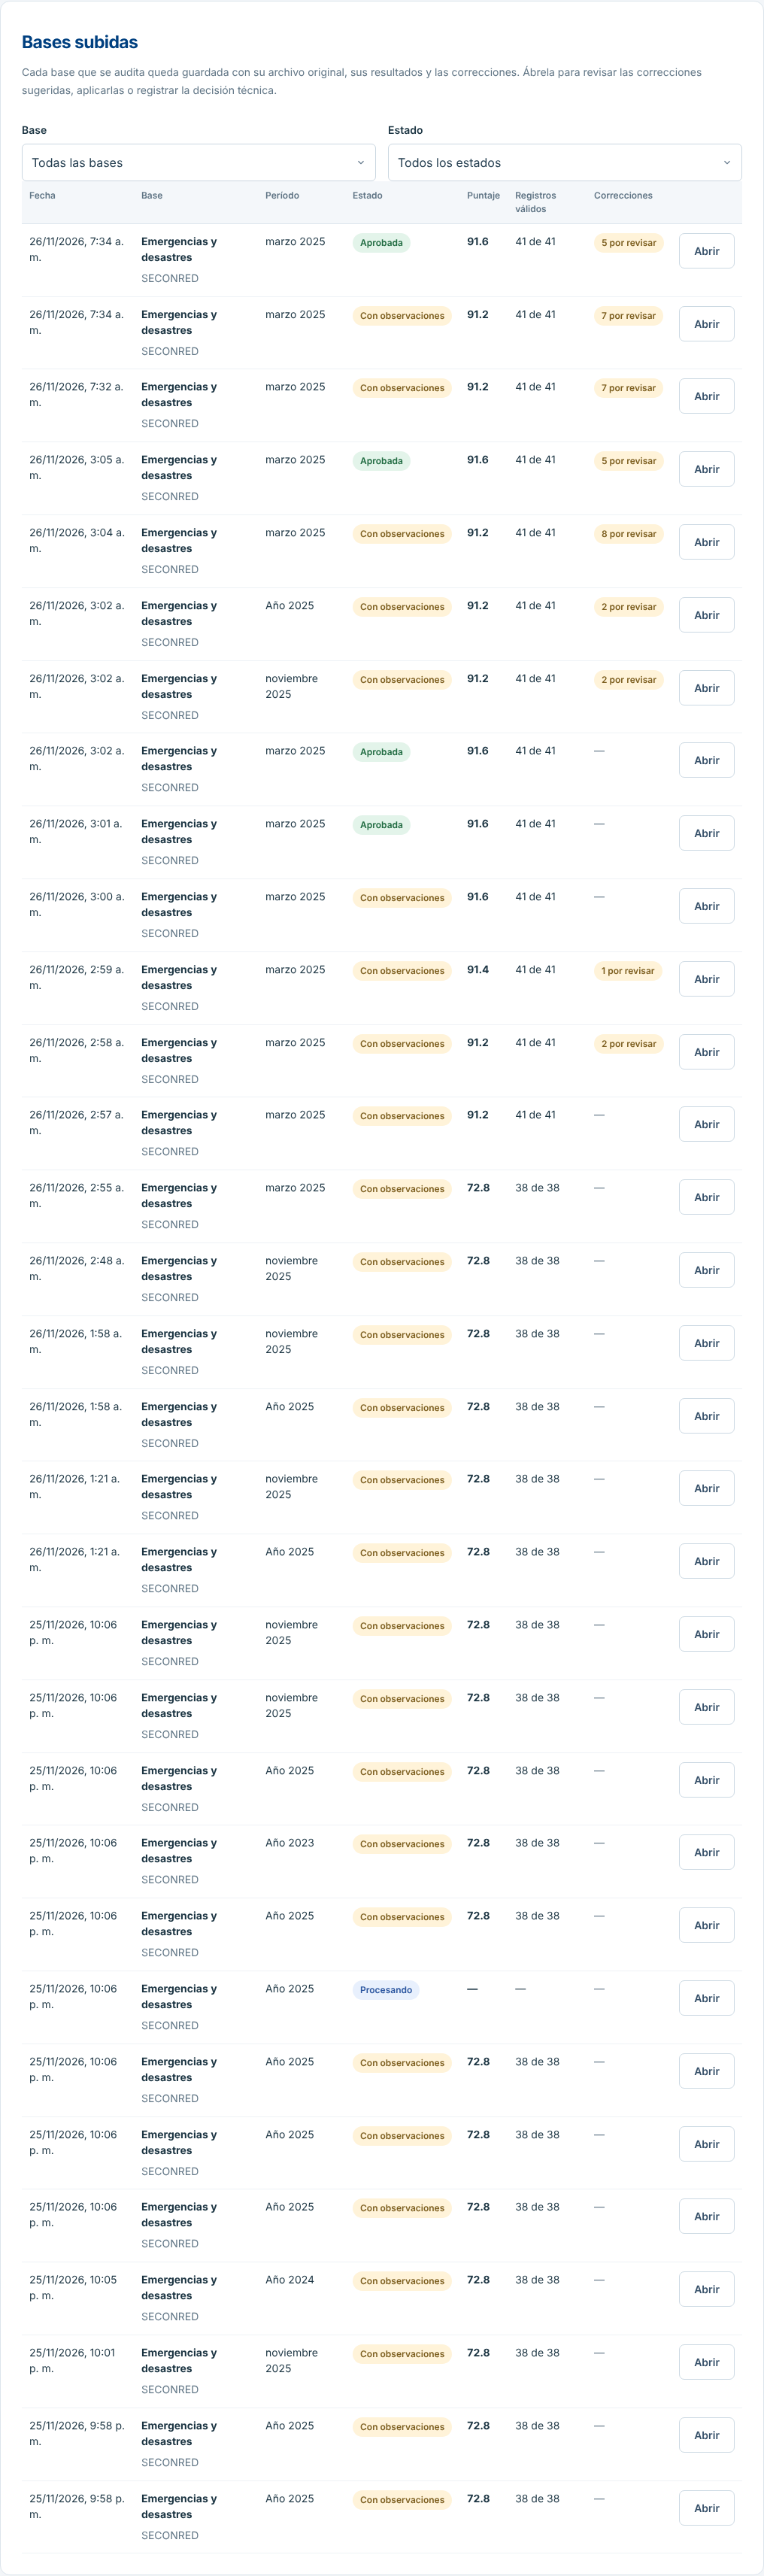 Bases subidas
Cada base que se audita queda guardada con su archivo original, sus resultados y las correcciones. Ábrela para revisar las correcciones
sugeridas, aplicarlas o registrar la decisión técnica.
Base Estado
Todas las bases Todos los estados
Fecha Base Período Estado Puntaje Registros válidos Correcciones
26/11/2026, 7:34 a. m. Emergencias y desastres SECONRED marzo 2025 Aprobada 91.6 41 de 41 5 por revisar Abrir
26/11/2026, 7:34 a. m. Emergencias y desastres SECONRED marzo 2025 Con observaciones 91.2 41 de 41 7 por revisar Abrir
26/11/2026, 7:32 a. m. Emergencias y desastres SECONRED marzo 2025 Con observaciones 91.2 41 de 41 7 por revisar Abrir
26/11/2026, 3:05 a. m. Emergencias y desastres SECONRED marzo 2025 Aprobada 91.6 41 de 41 5 por revisar Abrir
26/11/2026, 3:04 a. m. Emergencias y desastres SECONRED marzo 2025 Con observaciones 91.2 41 de 41 8 por revisar Abrir
26/11/2026, 3:02 a. m. Emergencias y desastres SECONRED Año 2025 Con observaciones 91.2 41 de 41 2 por revisar Abrir
26/11/2026, 3:02 a. m. Emergencias y desastres SECONRED noviembre 2025 Con observaciones 91.2 41 de 41 2 por revisar Abrir
26/11/2026, 3:02 a. m. Emergencias y desastres SECONRED marzo 2025 Aprobada 91.6 41 de 41 — Abrir
26/11/2026, 3:01 a. m. Emergencias y desastres SECONRED marzo 2025 Aprobada 91.6 41 de 41 — Abrir
26/11/2026, 3:00 a. m. Emergencias y desastres SECONRED marzo 2025 Con observaciones 91.6 41 de 41 — Abrir
26/11/2026, 2:59 a. m. Emergencias y desastres SECONRED marzo 2025 Con observaciones 91.4 41 de 41 1 por revisar Abrir
26/11/2026, 2:58 a. m. Emergencias y desastres SECONRED marzo 2025 Con observaciones 91.2 41 de 41 2 por revisar Abrir
26/11/2026, 2:57 a. m. Emergencias y desastres SECONRED marzo 2025 Con observaciones 91.2 41 de 41 — Abrir
26/11/2026, 2:55 a. m. Emergencias y desastres SECONRED marzo 2025 Con observaciones 72.8 38 de 38 — Abrir
26/11/2026, 2:48 a. m. Emergencias y desastres SECONRED noviembre 2025 Con observaciones 72.8 38 de 38 — Abrir
26/11/2026, 1:58 a. m. Emergencias y desastres SECONRED noviembre 2025 Con observaciones 72.8 38 de 38 — Abrir
26/11/2026, 1:58 a. m. Emergencias y desastres SECONRED Año 2025 Con observaciones 72.8 38 de 38 — Abrir
26/11/2026, 1:21 a. m. Emergencias y desastres SECONRED noviembre 2025 Con observaciones 72.8 38 de 38 — Abrir
26/11/2026, 1:21 a. m. Emergencias y desastres SECONRED Año 2025 Con observaciones 72.8 38 de 38 — Abrir
25/11/2026, 10:06 p. m. Emergencias y desastres SECONRED noviembre 2025 Con observaciones 72.8 38 de 38 — Abrir
25/11/2026, 10:06 p. m. Emergencias y desastres SECONRED noviembre 2025 Con observaciones 72.8 38 de 38 — Abrir
25/11/2026, 10:06 p. m. Emergencias y desastres SECONRED Año 2025 Con observaciones 72.8 38 de 38 — Abrir
25/11/2026, 10:06 p. m. Emergencias y desastres SECONRED Año 2023 Con observaciones 72.8 38 de 38 — Abrir
25/11/2026, 10:06 p. m. Emergencias y desastres SECONRED Año 2025 Con observaciones 72.8 38 de 38 — Abrir
25/11/2026, 10:06 p. m. Emergencias y desastres SECONRED Año 2025 Procesando — — — Abrir
25/11/2026, 10:06 p. m. Emergencias y desastres SECONRED Año 2025 Con observaciones 72.8 38 de 38 — Abrir
25/11/2026, 10:06 p. m. Emergencias y desastres SECONRED Año 2025 Con observaciones 72.8 38 de 38 — Abrir
25/11/2026, 10:06 p. m. Emergencias y desastres SECONRED Año 2025 Con observaciones 72.8 38 de 38 — Abrir
25/11/2026, 10:05 p. m. Emergencias y desastres SECONRED Año 2024 Con observaciones 72.8 38 de 38 — Abrir
25/11/2026, 10:01 p. m. Emergencias y desastres SECONRED noviembre 2025 Con observaciones 72.8 38 de 38 — Abrir
25/11/2026, 9:58 p. m. Emergencias y desastres SECONRED Año 2025 Con observaciones 72.8 38 de 38 — Abrir
25/11/2026, 9:58 p. m. Emergencias y desastres SECONRED Año 2025 Con observaciones 72.8 38 de 38 — Abrir